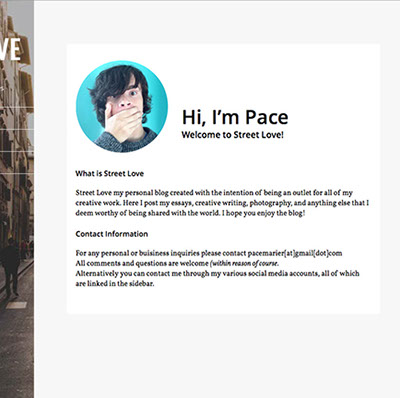 VE
Hi, I'm Pace
Welcome to Street Love!
What is Street Love
Street Love my personal blog created with the intention of being an outlet for all of my
creative work. Here I post my essays, creative writing, photography, and anything else that I
deem worthy of being shared with the world. I hope you enjoy the blog!
Contact Information
For any personal or buisiness inquiries please contact pacemarier[at]gmail[dot]com
All comments and questions are welcome (within reason of course.
Alternatively you can contact me through my various social media accounts, all of which
are linked in the sidebar.